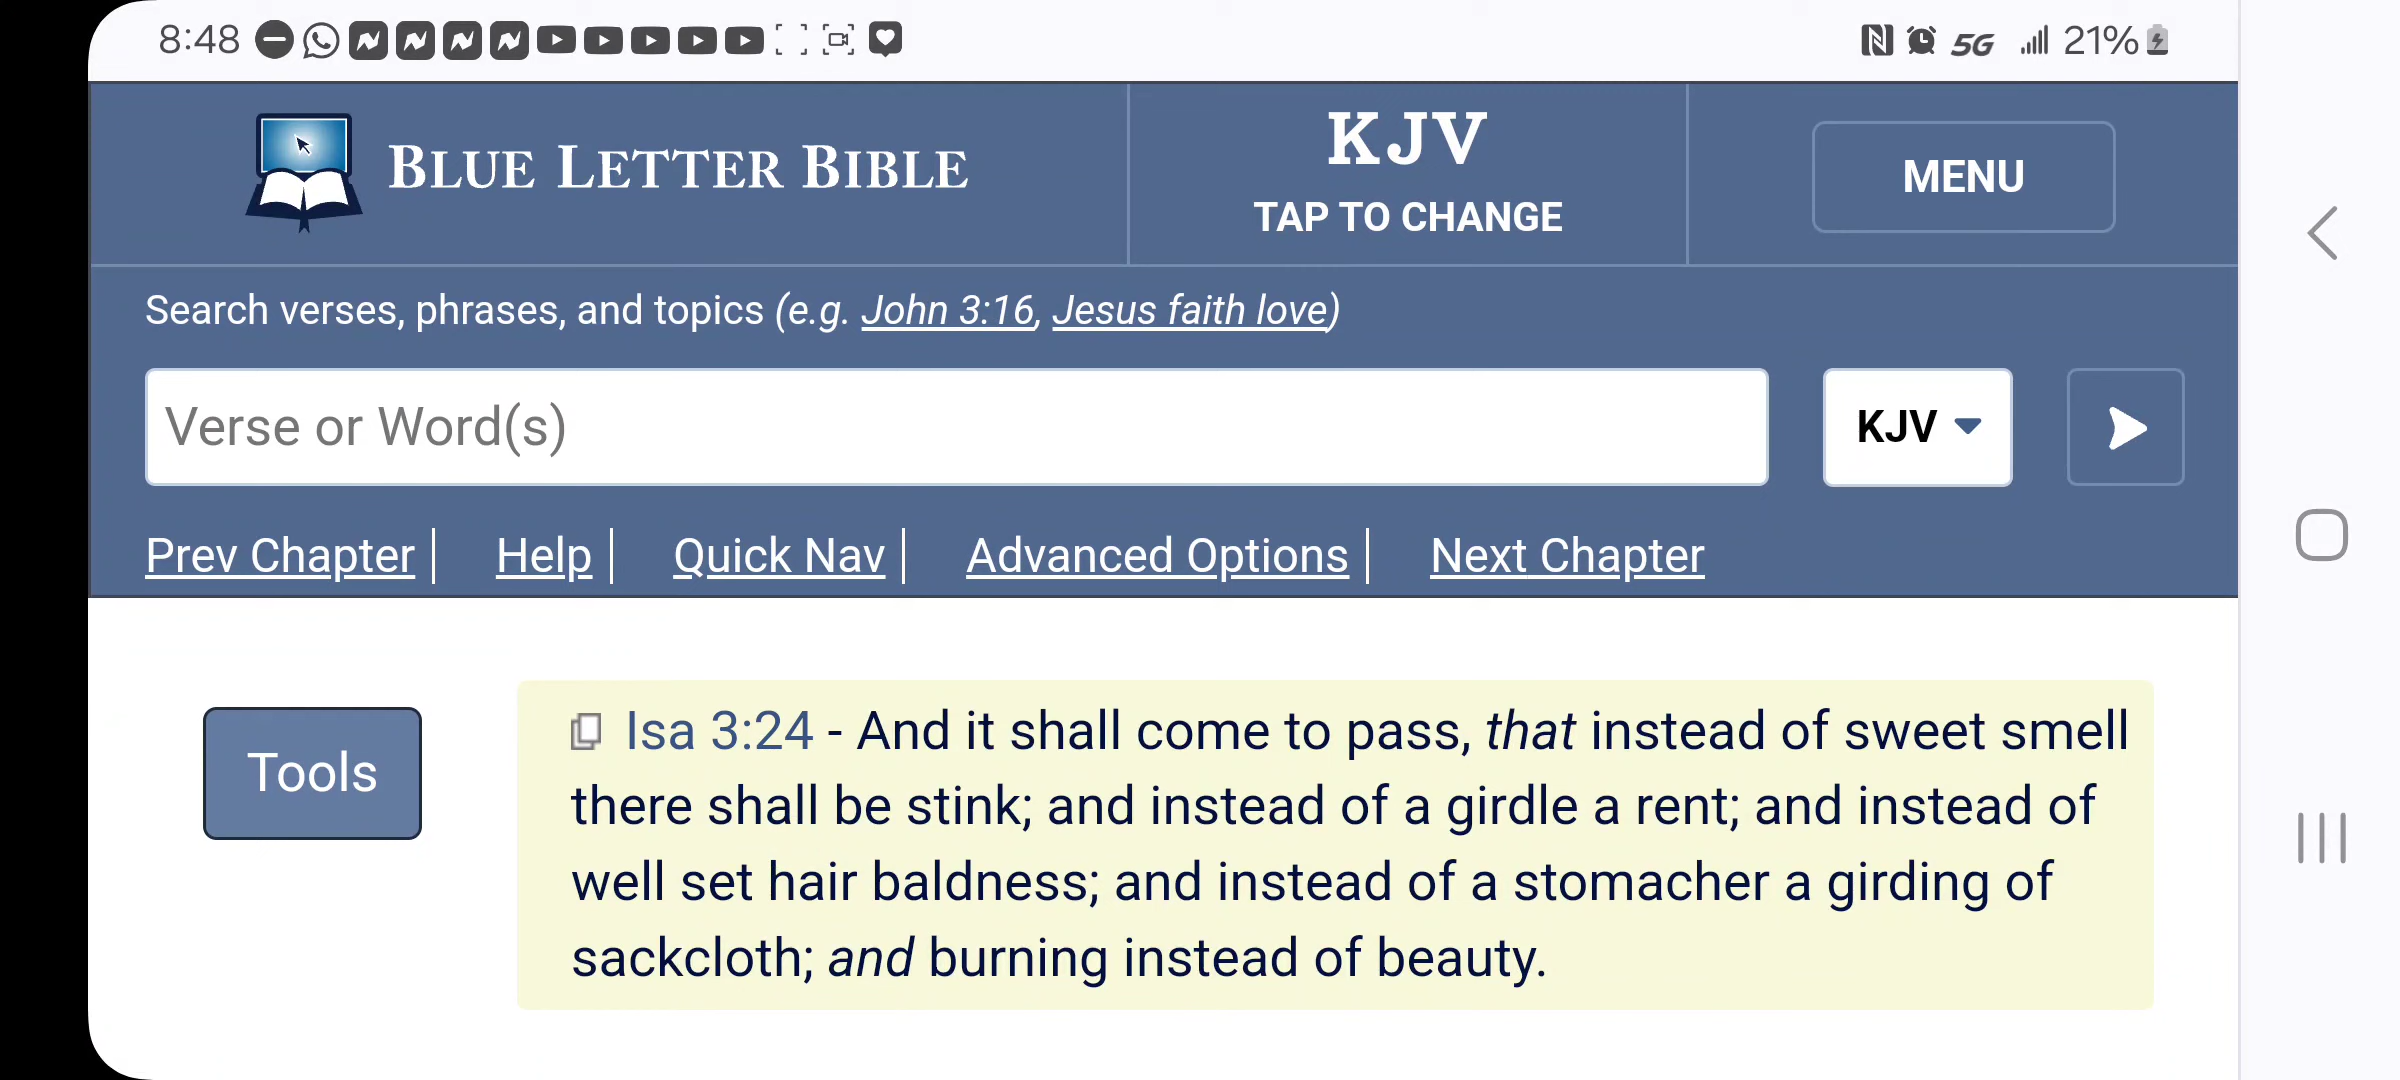 8:48
5G 21%
BLUE LETTER BIBLE
KJV
TAP TO CHANGE
MENU
Search verses, phrases, and topics (e.g. John 3:16, Jesus faith love)
Verse or Word(s)
KJV
Prev Chapter | Help | Quick Nav | Advanced Options | Next Chapter
Tools
Isa 3:24 - And it shall come to pass, that instead of sweet smell
there shall be stink; and instead of a girdle a rent; and instead of
well set hair baldness; and instead of a stomacher a girding of
sackcloth; and burning instead of beauty.